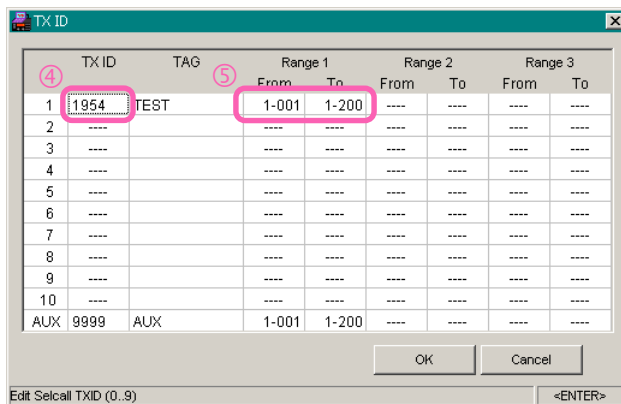 TX ID
TX ID TAG Range 1 Range 2 Range 3
④ ⑤ From To From To From To
1 1954 TEST 1-001 1-200 ---- ---- ---- ----
2 ---- ---- ---- ---- ---- ---- ----
3 ---- ---- ---- ---- ---- ---- ----
4 ---- ---- ---- ---- ---- ---- ----
5 ---- ---- ---- ---- ---- ---- ----
6 ---- ---- ---- ---- ---- ---- ----
7 ---- ---- ---- ---- ---- ---- ----
8 ---- ---- ---- ---- ---- ---- ----
9 ---- ---- ---- ---- ---- ---- ----
10 ---- ---- ---- ---- ---- ---- ----
AUX 9999 AUX 1-001 1-200 ---- ---- ---- ----
OK Cancel
Edit Selcall TXID (0..9) <ENTER>